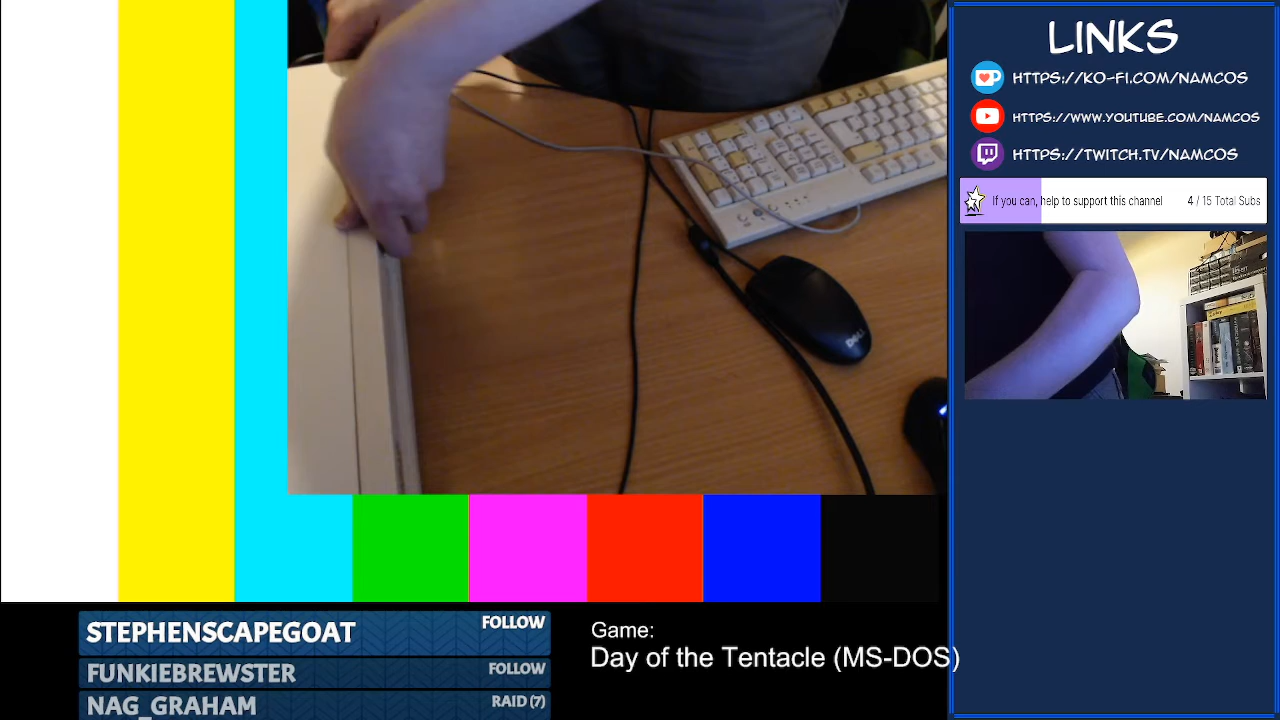 LINKS
HTTPS://KO-FI.COM/NAMCOS
HTTPS://WWW.YOUTUBE.COM/NAMCOS
HTTPS://TWITCH.TV/NAMCOS
If you can, help to support this channel 4 / 15 Total Subs
DELL
STEPHENSCAPEGOAT FOLLOW
FUNKIEBREWSTER FOLLOW
NAG_GRAHAM RAID (7)
Game:
Day of the Tentacle (MS-DOS)